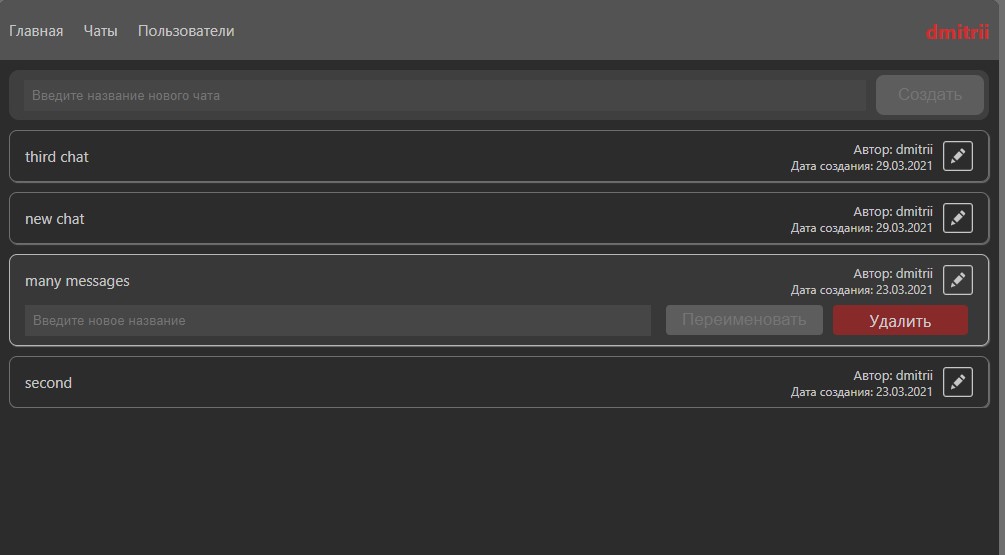 Главная Чаты Пользователи dmitrii
Введите название нового чата Создать
third chat
Автор: dmitrii
Дата создания: 29.03.2021
new chat
Автор: dmitrii
Дата создания: 29.03.2021
many messages
Автор: dmitrii
Дата создания: 23.03.2021
Введите новое название Переименовать Удалить
second
Автор: dmitrii
Дата создания: 23.03.2021